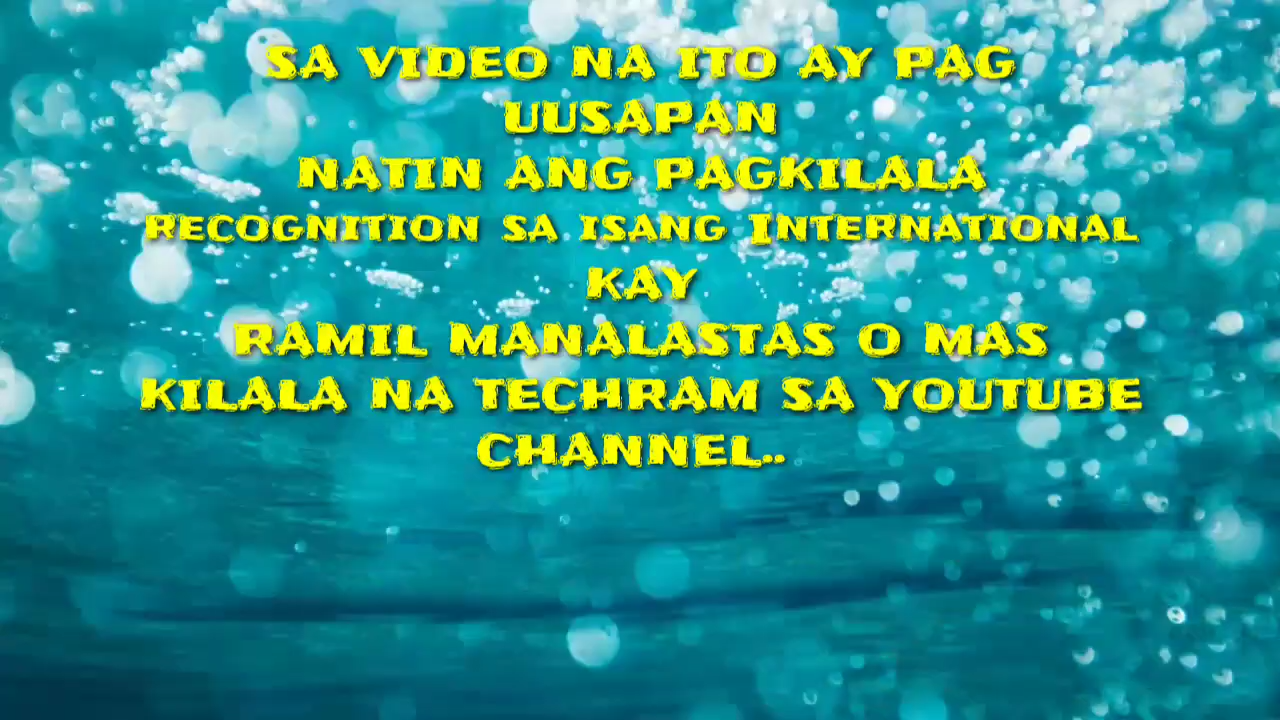 SA VIDEO NA ITO AY PAG
UUSAPAN
NATIN ANG PAGKILALA
RECOGNITION SA ISANG INTERNATIONAL
KAY
RAMIL MANALASTAS O MAS
KILALA NA TECHRAM SA YOUTUBE
CHANNEL..